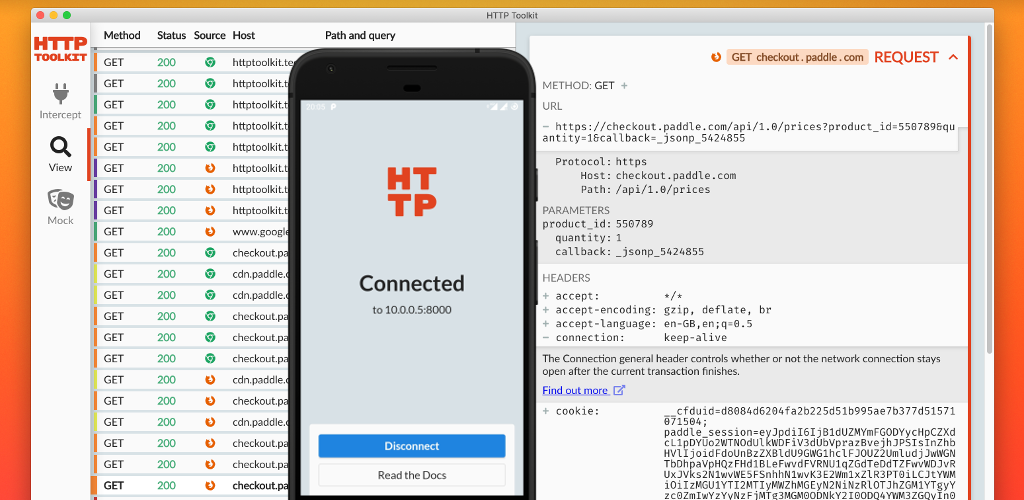 HTTP Toolkit
HTTP
TOOLKIT
Intercept
View
Mock
Method Status Source Host Path and query
GET 200 httptoolkit.te
GET 200 httptoolkit.t
GET 200 httptoolkit.t
GET 200 httptoolkit.t
GET 200 httptoolkit.t
GET 200 httptoolkit.t
GET 200 httptoolkit.t
GET 200 httptoolkit.t
GET 200 www.google
GET 200 checkout.pa
GET 200 cdn.paddle.c
GET 200 cdn.paddle.c
GET 200 checkout.pa
GET 200 checkout.pa
GET 200 checkout.pa
GET 200 cdn.paddle.c
GET 200 checkout.pa
GET 200 cdn.paddle.c
GET 200 checkout.pa
GET 200 checkout.pa
GET 200 checkout.pa
20:05
HT
TP
Connected
to 10.0.0.5:8000
Disconnect
Read the Docs
GET checkout.paddle.com REQUEST
METHOD: GET +
URL
− https://checkout.paddle.com/api/1.0/prices?product_id=550789&qu
antity=1&callback=_jsonp_5424855
Protocol: https
Host: checkout.paddle.com
Path: /api/1.0/prices
PARAMETERS
product_id: 550789
quantity: 1
callback: _jsonp_5424855
HEADERS
+ accept: */*
+ accept-encoding: gzip, deflate, br
+ accept-language: en-GB,en;q=0.5
− connection: keep-alive
The Connection general header controls whether or not the network connection stays
open after the current transaction finishes.
Find out more
+ cookie: __cfduid=d8084d6204fa2b225d51b995ae7b377d51571
071504;